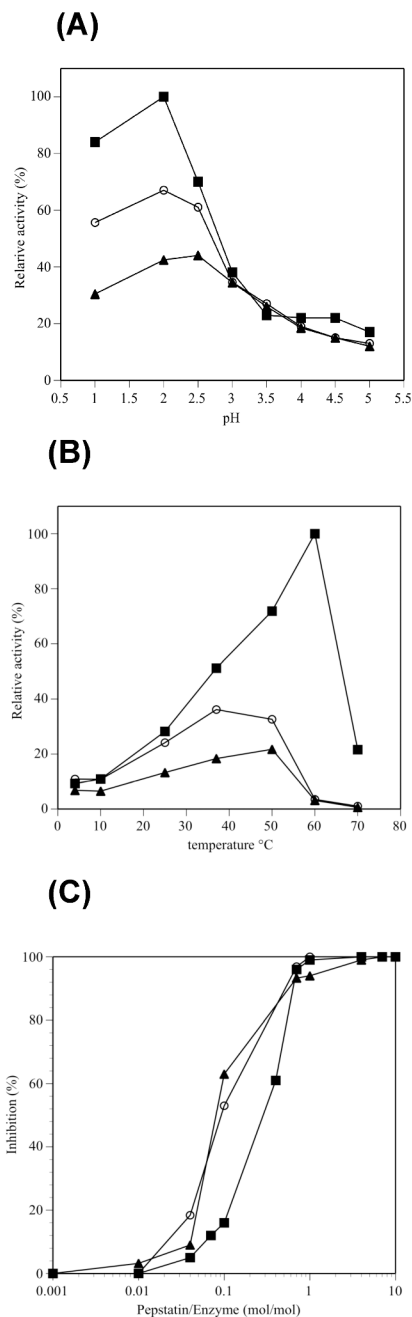 (A)
Relarive activity (%)
100
80
60
40
20
0
0.5 1 1.5 2 2.5 3 3.5 4 4.5 5 5.5
pH
(B)
Relative activity (%)
100
80
60
40
20
0
0 10 20 30 40 50 60 70 80
temperature °C
(C)
Inhibition (%)
100
80
60
40
20
0
0.001 0.01 0.1 1 10
Pepstatin/Enzyme (mol/mol)